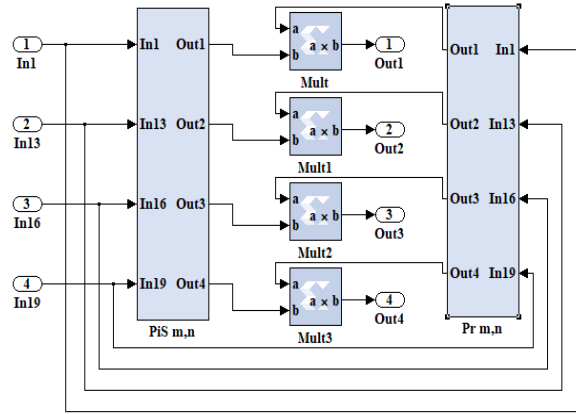 1
In1
2
In13
3
In16
4
In19
In1
Out1
In13
Out2
In16
Out3
In19
Out4
PiS m,n
a
b
a × b
Mult
a
b
a × b
Mult1
a
b
a × b
Mult2
a
b
a × b
Mult3
1
Out1
2
Out2
3
Out3
4
Out4
Out1
In1
Out2
In13
Out3
In16
Out4
In19
Pr m,n